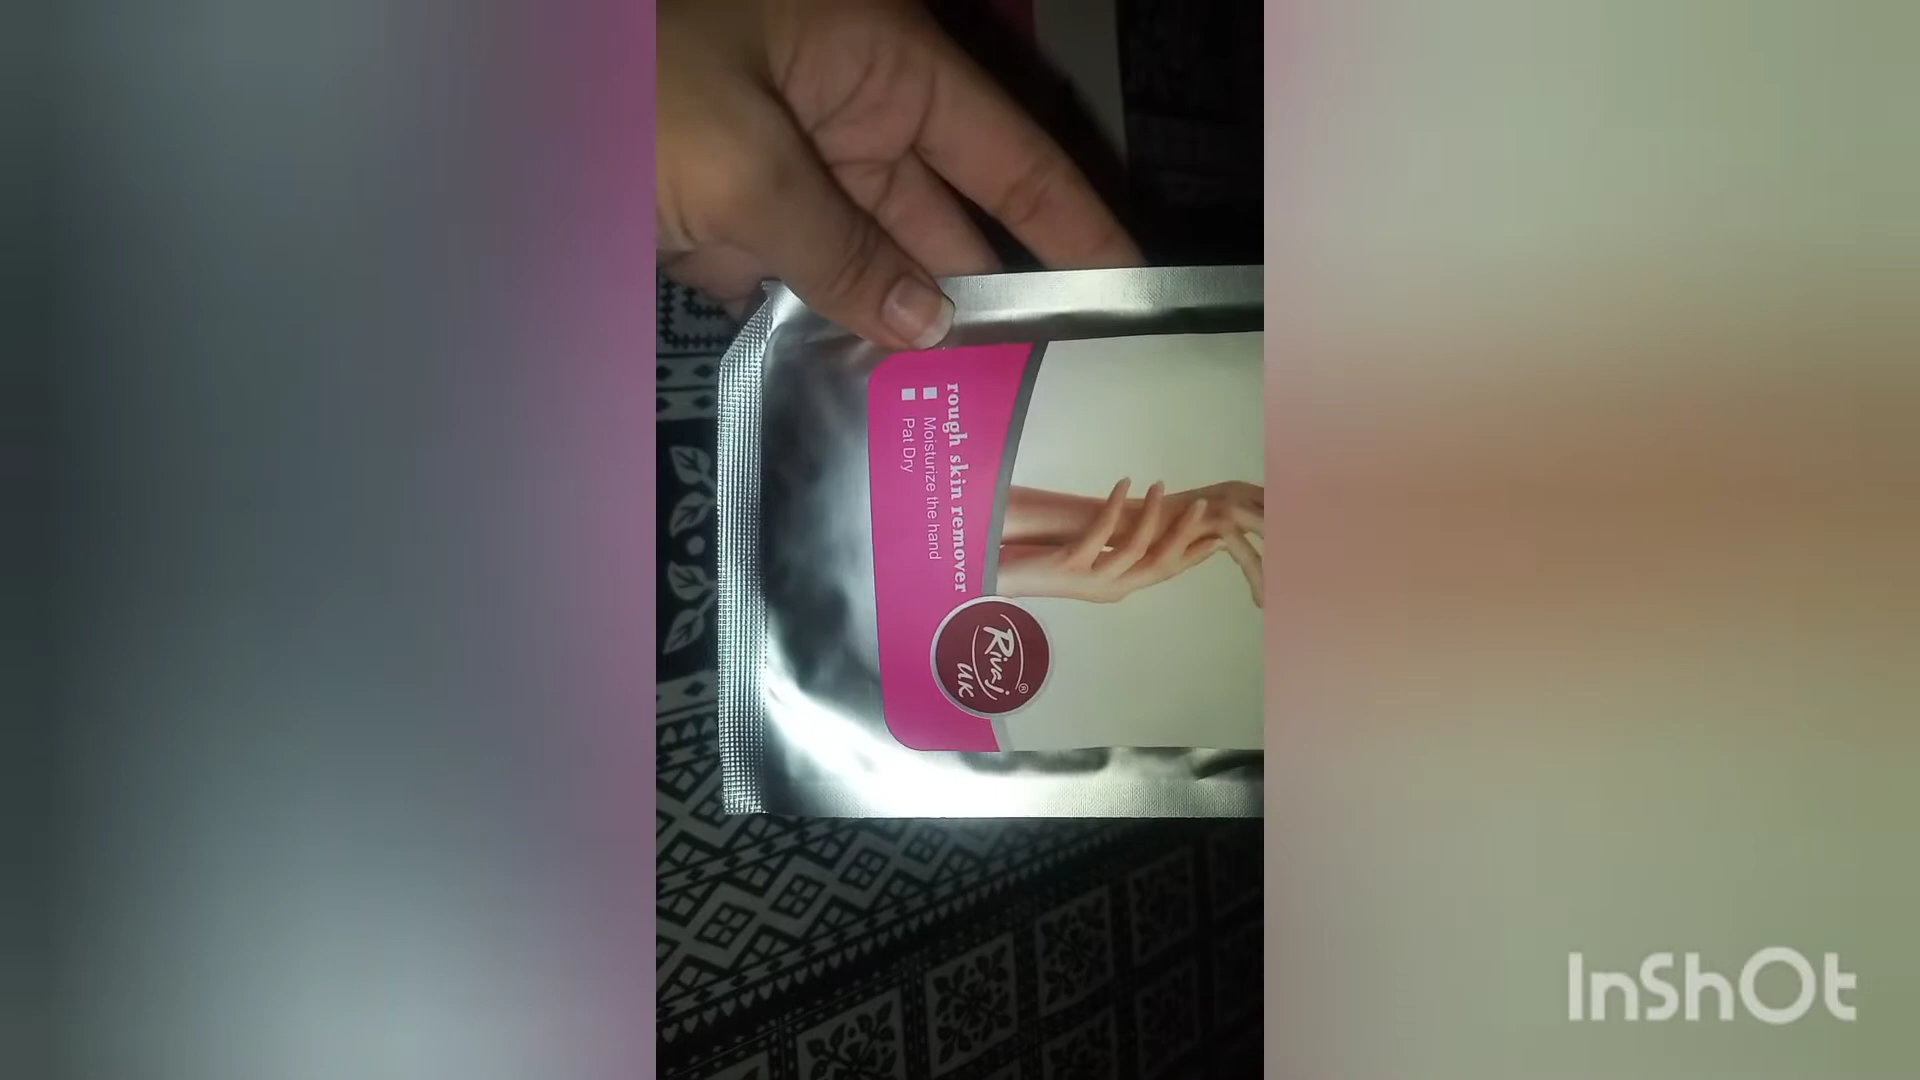 rough skin remover
Moisturize the hand
Pat Dry
Rivaj®
UK
InShOt